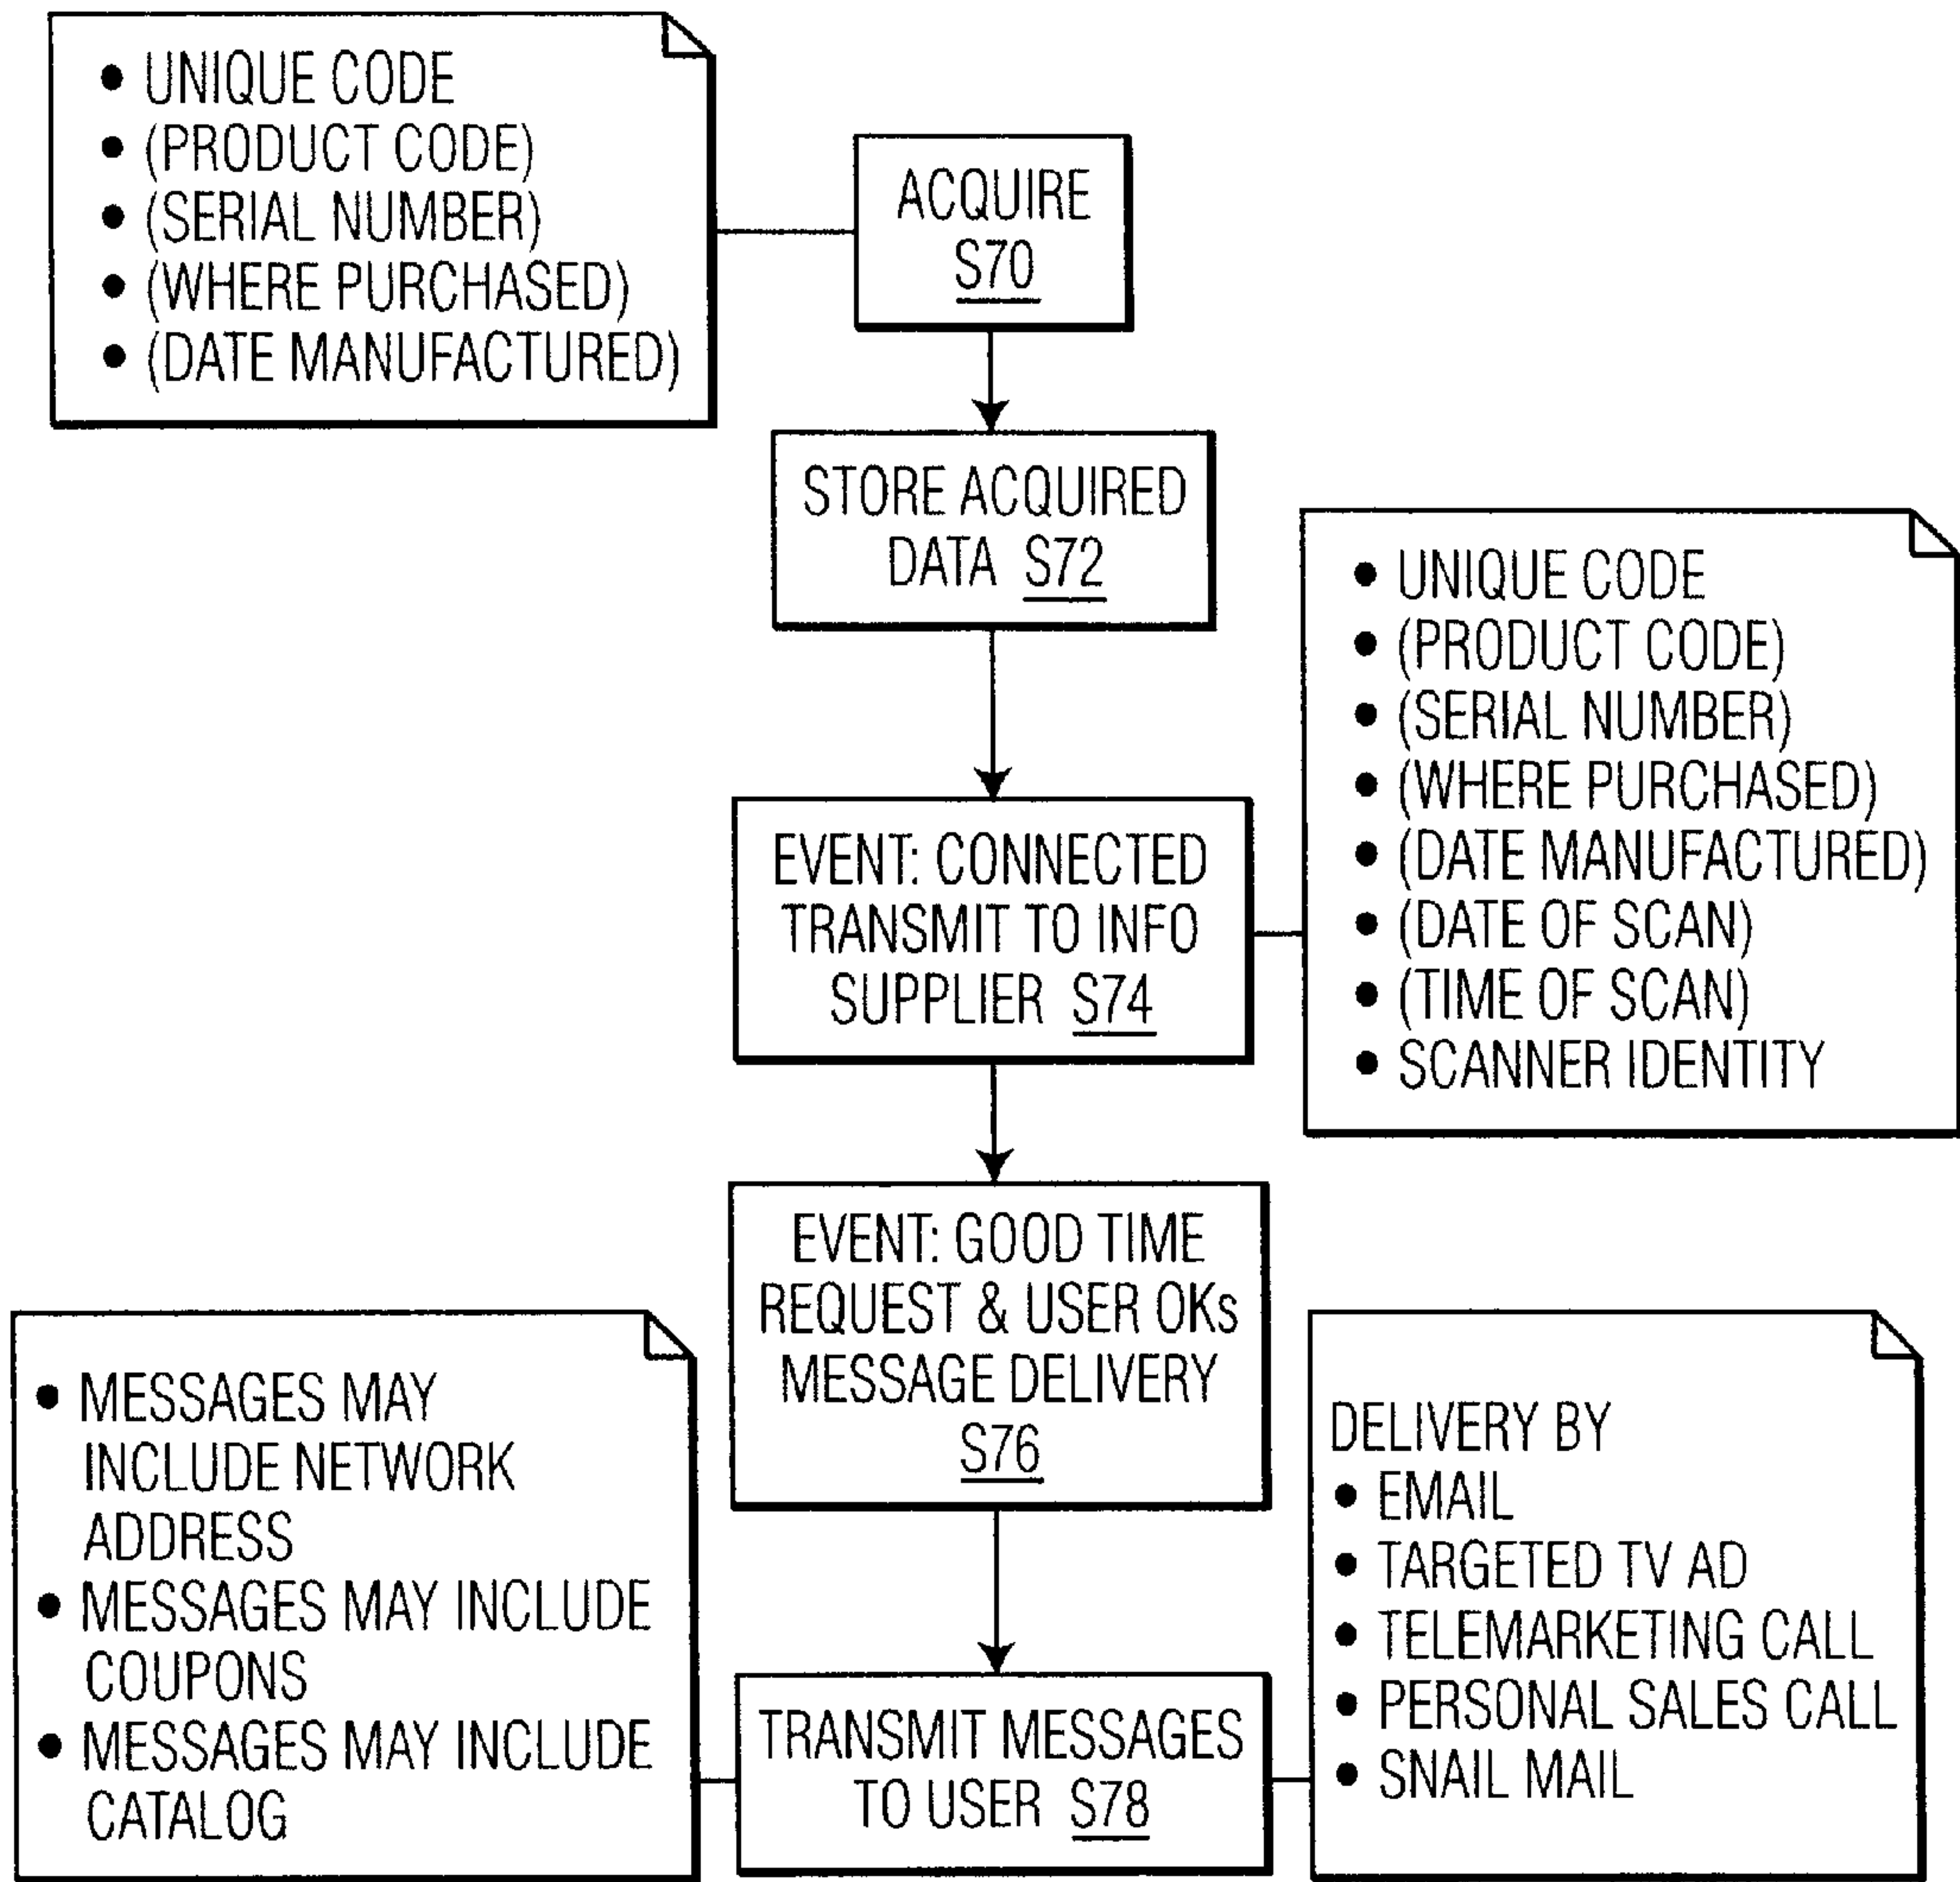 • UNIQUE CODE
• (PRODUCT CODE)
• (SERIAL NUMBER)
• (WHERE PURCHASED)
• (DATE MANUFACTURED)
ACQUIRE
S70
STORE ACQUIRED
DATA S72
EVENT: CONNECTED
TRANSMIT TO INFO
SUPPLIER S74
• UNIQUE CODE
• (PRODUCT CODE)
• (SERIAL NUMBER)
• (WHERE PURCHASED)
• (DATE MANUFACTURED)
• (DATE OF SCAN)
• (TIME OF SCAN)
• SCANNER IDENTITY
EVENT: GOOD TIME
REQUEST & USER OKs
MESSAGE DELIVERY
S76
• MESSAGES MAY
INCLUDE NETWORK
ADDRESS
• MESSAGES MAY INCLUDE
COUPONS
• MESSAGES MAY INCLUDE
CATALOG
TRANSMIT MESSAGES
TO USER S78
DELIVERY BY
• EMAIL
• TARGETED TV AD
• TELEMARKETING CALL
• PERSONAL SALES CALL
• SNAIL MAIL